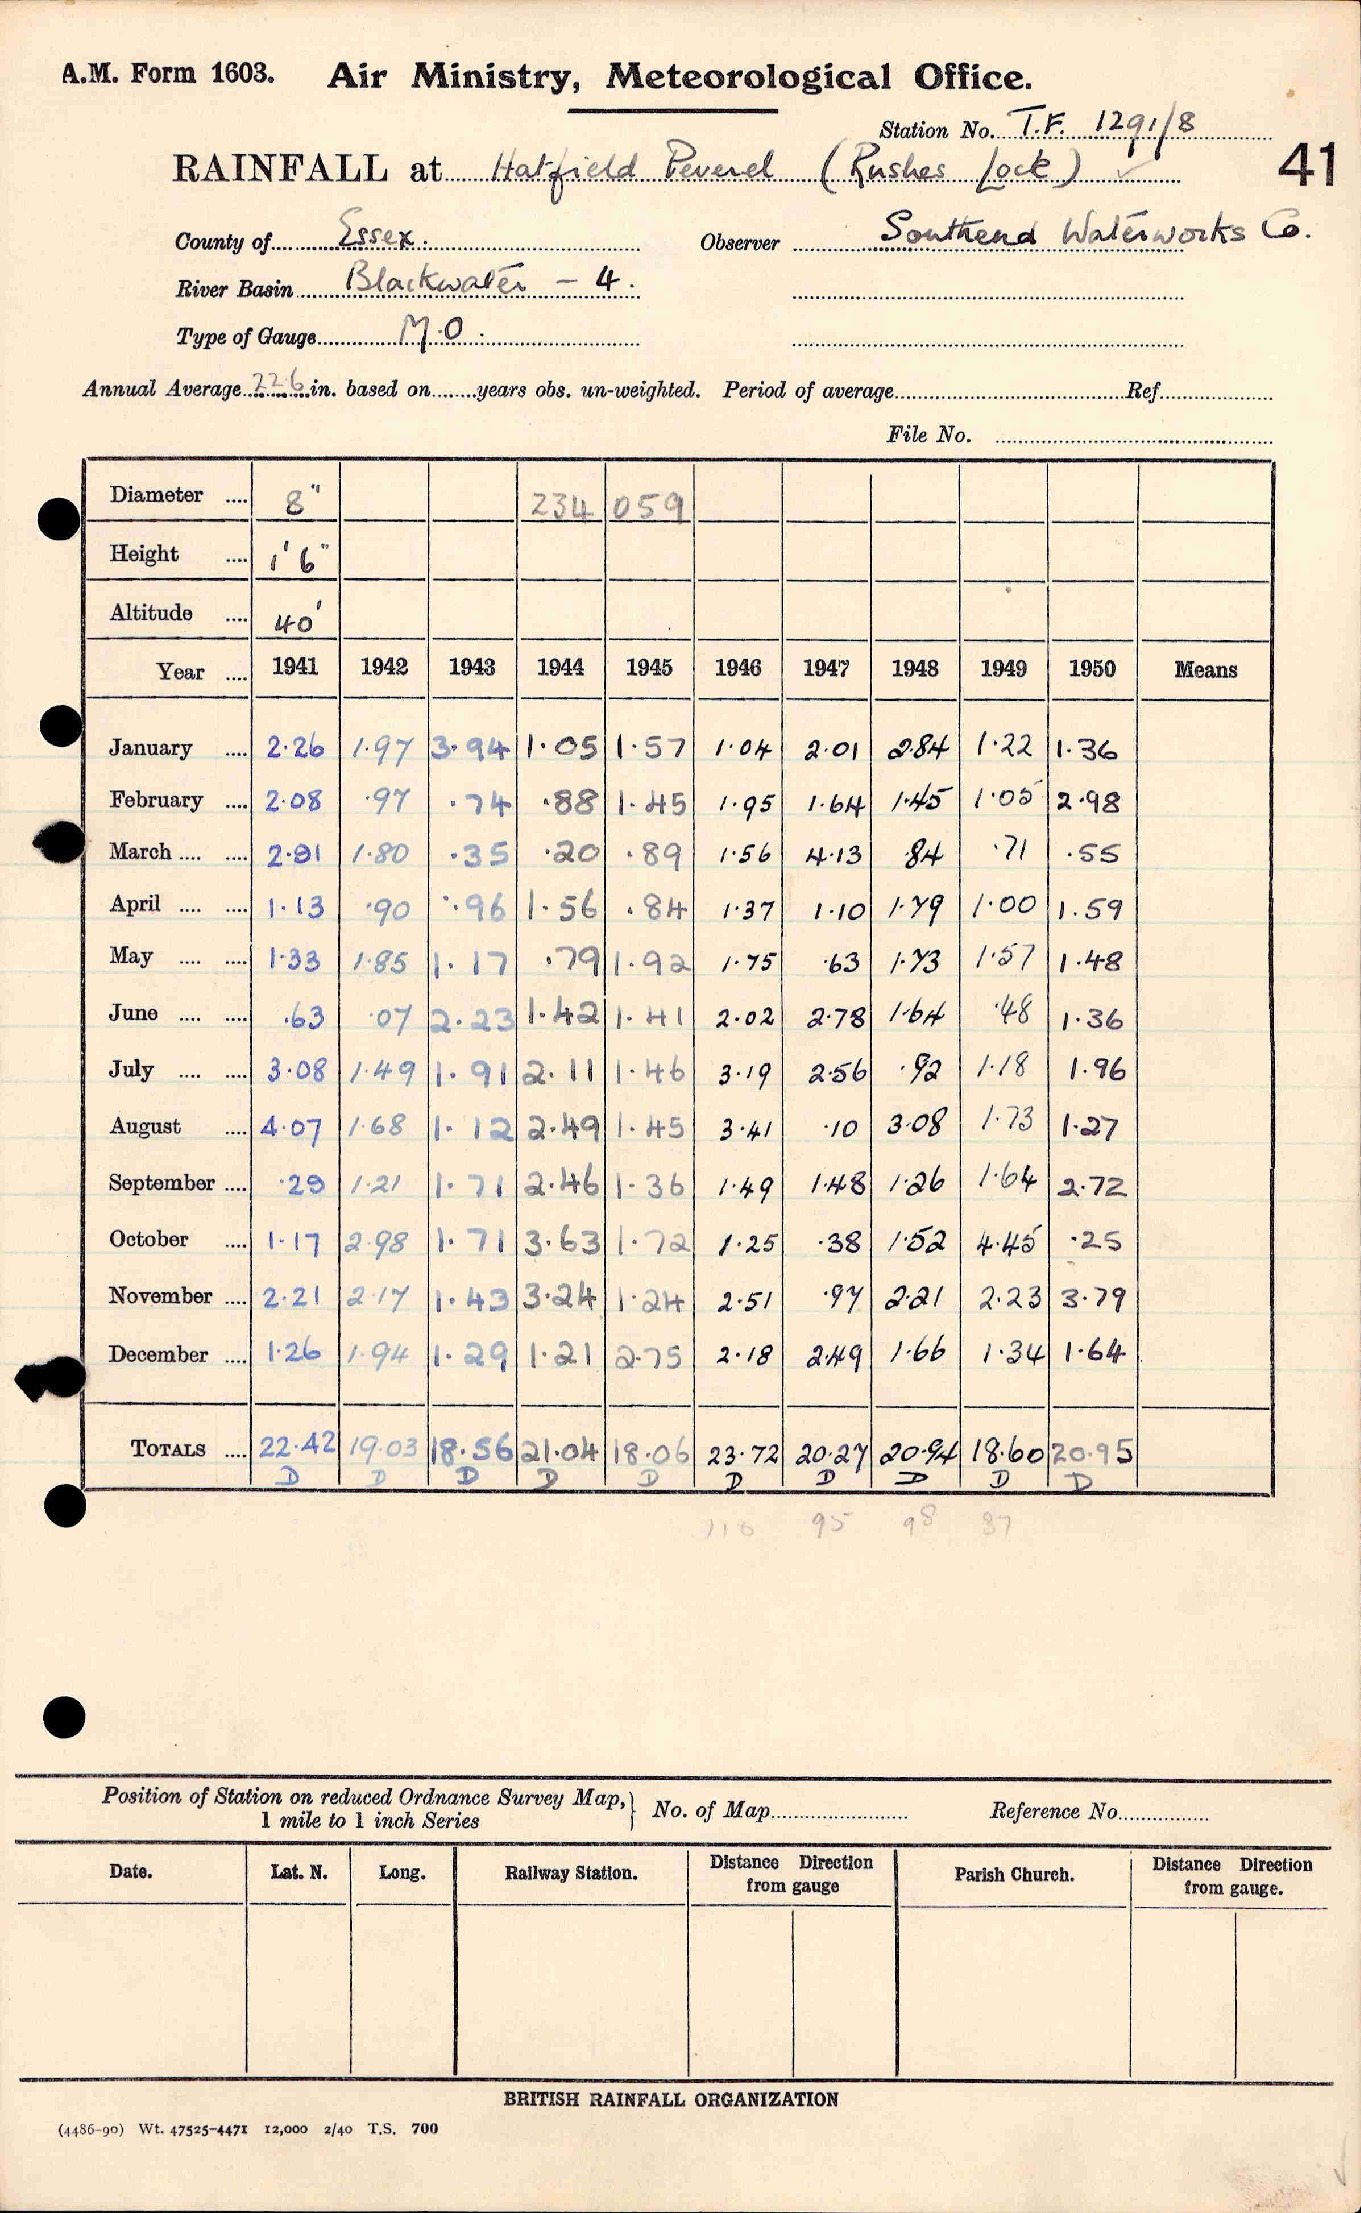 A.M. Form 1603. Air Ministry, Meteorological Office.
Station No. T.F. 1291/8
RAINFALL at Hatfield Peverel (Rushes Lock) ✓ 41
County of Essex. Observer Southend Waterworks Co.
River Basin Blackwater – 4.
Type of Gauge M.O.
Annual Average 22.6 in. based on........years obs. un-weighted. Period of average........Ref........
File No. ........
Diameter .... 8" 234 059
Height .... 1' 6"
Altitude .... 40'
Year .... 1941 1942 1943 1944 1945 1946 1947 1948 1949 1950 Means
January .... 2.26 1.97 3.94 1.05 1.57 1.04 2.01 2.84 1.22 1.36
February .... 2.08 .97 .74 .88 1.45 1.95 1.64 1.45 1.05 2.98
March .... .... 2.91 1.80 .35 .20 .89 1.56 4.13 .84 .71 .55
April .... .... 1.13 .90 .96 1.56 .84 1.37 1.10 1.79 1.00 1.59
May .... .... 1.33 1.85 1.17 .79 1.92 1.75 .63 1.73 1.57 1.48
June .... .... .63 .07 2.23 1.42 1.41 2.02 2.78 1.64 .48 1.36
July .... .... 3.08 1.49 1.91 2.11 1.46 3.19 2.56 .92 1.18 1.96
August .... 4.07 1.68 1.12 2.49 1.45 3.41 .10 3.08 1.73 1.27
September .... .29 1.21 1.71 2.46 1.36 1.49 1.48 1.26 1.64 2.72
October .... 1.17 2.98 1.71 3.63 1.72 1.25 .38 1.52 4.45 .25
November .... 2.21 2.17 1.43 3.24 1.24 2.51 .97 2.21 2.23 3.79
December .... 1.26 1.94 1.29 1.21 2.75 2.18 2.49 1.66 1.34 1.64
TOTALS .... 22.42 19.03 18.56 21.04 18.06 23.72 20.27 20.94 18.60 20.95
D D D D D D D D D D
110 95 98 87
Position of Station on reduced Ordnance Survey Map, No. of Map........ Reference No........
1 mile to 1 inch Series
Date. Lat. N. Long. Railway Station. Distance Direction Parish Church. Distance Direction
from gauge from gauge.
BRITISH RAINFALL ORGANIZATION
(4486-90) Wt. 47525-4471 12,000 2/40 T.S. 700